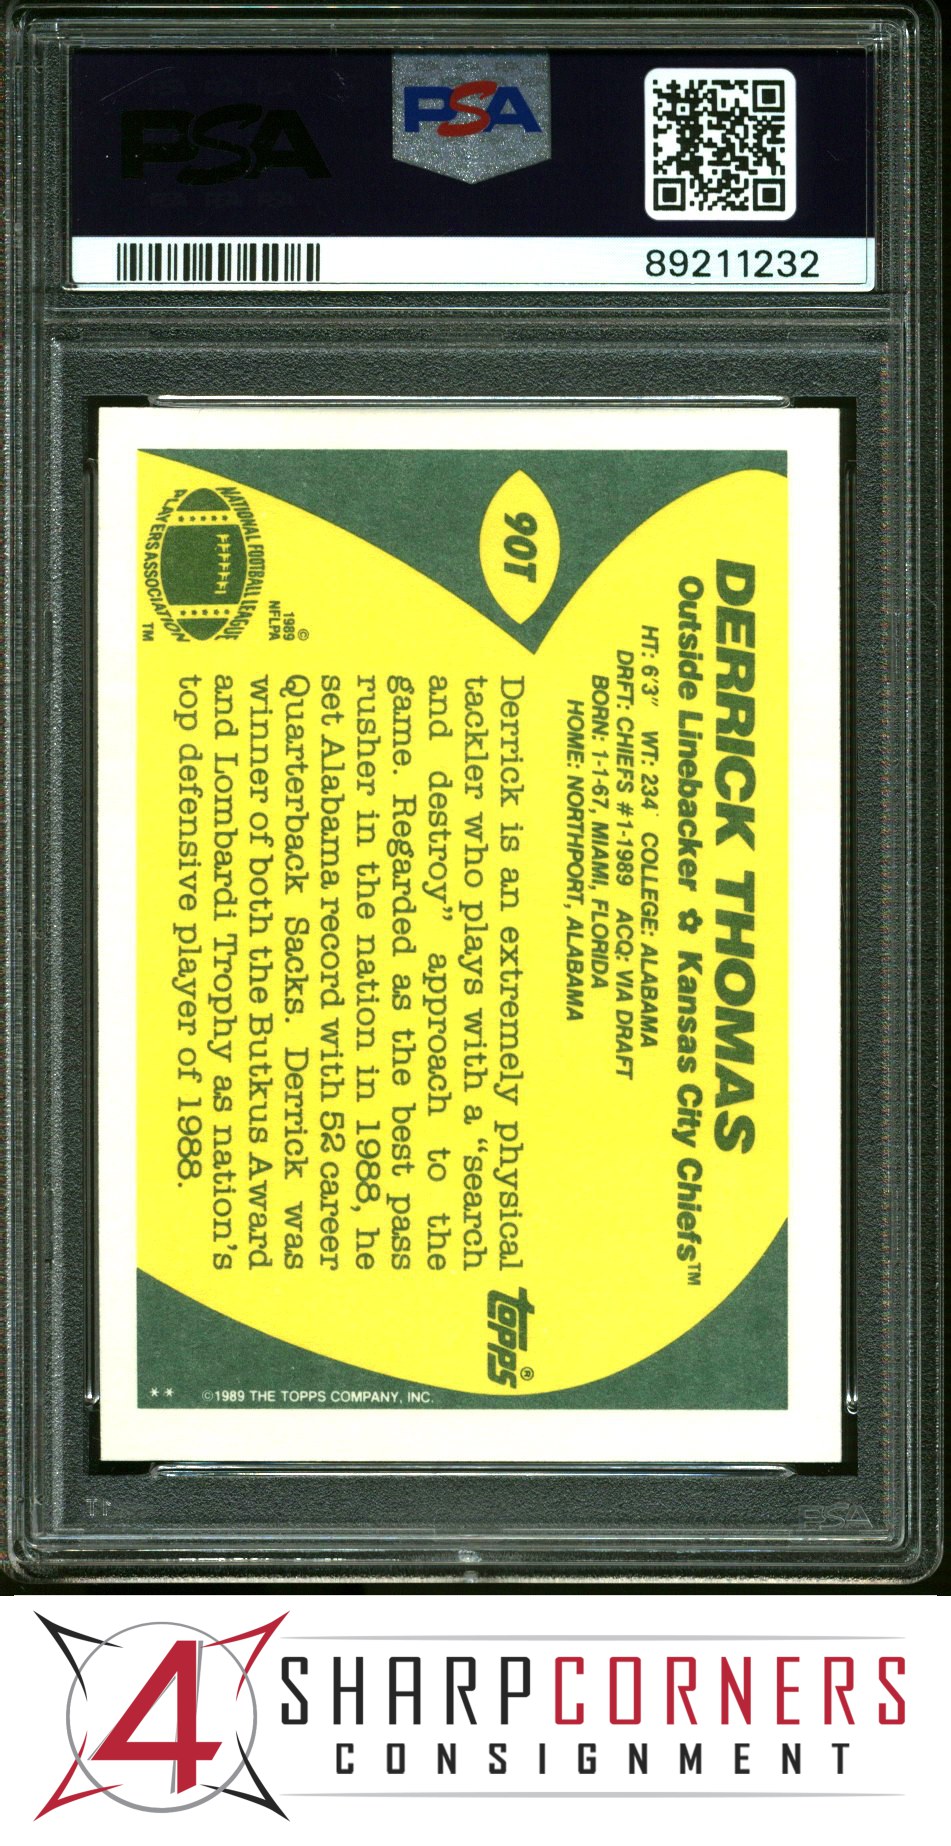 PSA
PSA
89211232
90T
DERRICK THOMAS
Outside Linebacker ✿ Kansas City Chiefs™
HT: 6'3" WT: 234 COLLEGE: ALABAMA
DRFT: CHIEFS #1-1989 ACQ: VIA DRAFT
BORN: 1-1-67, MIAMI, FLORIDA
HOME: NORTHPORT, ALABAMA
Derrick is an extremely physical
tackler who plays with a "search
and destroy" approach to the
game. Regarded as the best pass
rusher in the nation in 1988, he
set Alabama record with 52 career
Quarterback Sacks. Derrick was
winner of both the Butkus Award
and Lombardi Trophy as nation's
top defensive player of 1988.
NATIONAL FOOTBALL LEAGUE
PLAYERS ASSOCIATION
TM
©
1989
NFLPA
topps®
** ©1989 THE TOPPS COMPANY, INC.
PSA
4
SHARPCORNERS
CONSIGNMENT